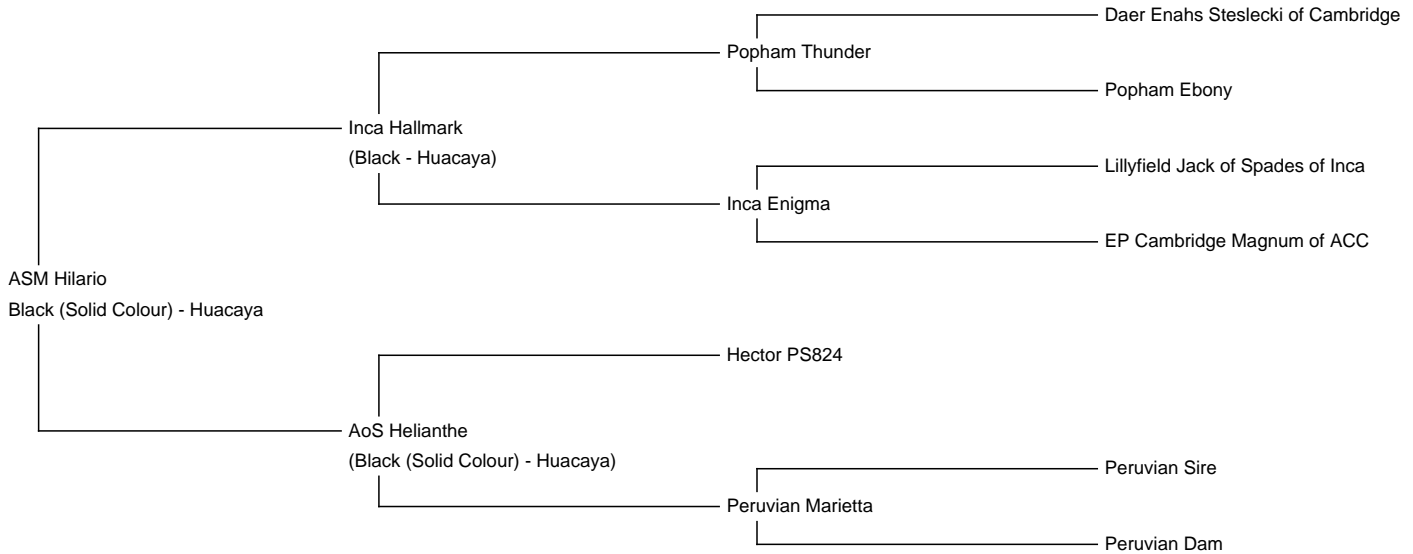 Daer Enahs Steslecki of Cambridge
Popham Thunder
Popham Ebony
Inca Hallmark
(Black - Huacaya)
Lillyfield Jack of Spades of Inca
Inca Enigma
EP Cambridge Magnum of ACC
ASM Hilario
Black (Solid Colour) - Huacaya
Hector PS824
AoS Helianthe
(Black (Solid Colour) - Huacaya)
Peruvian Sire
Peruvian Marietta
Peruvian Dam